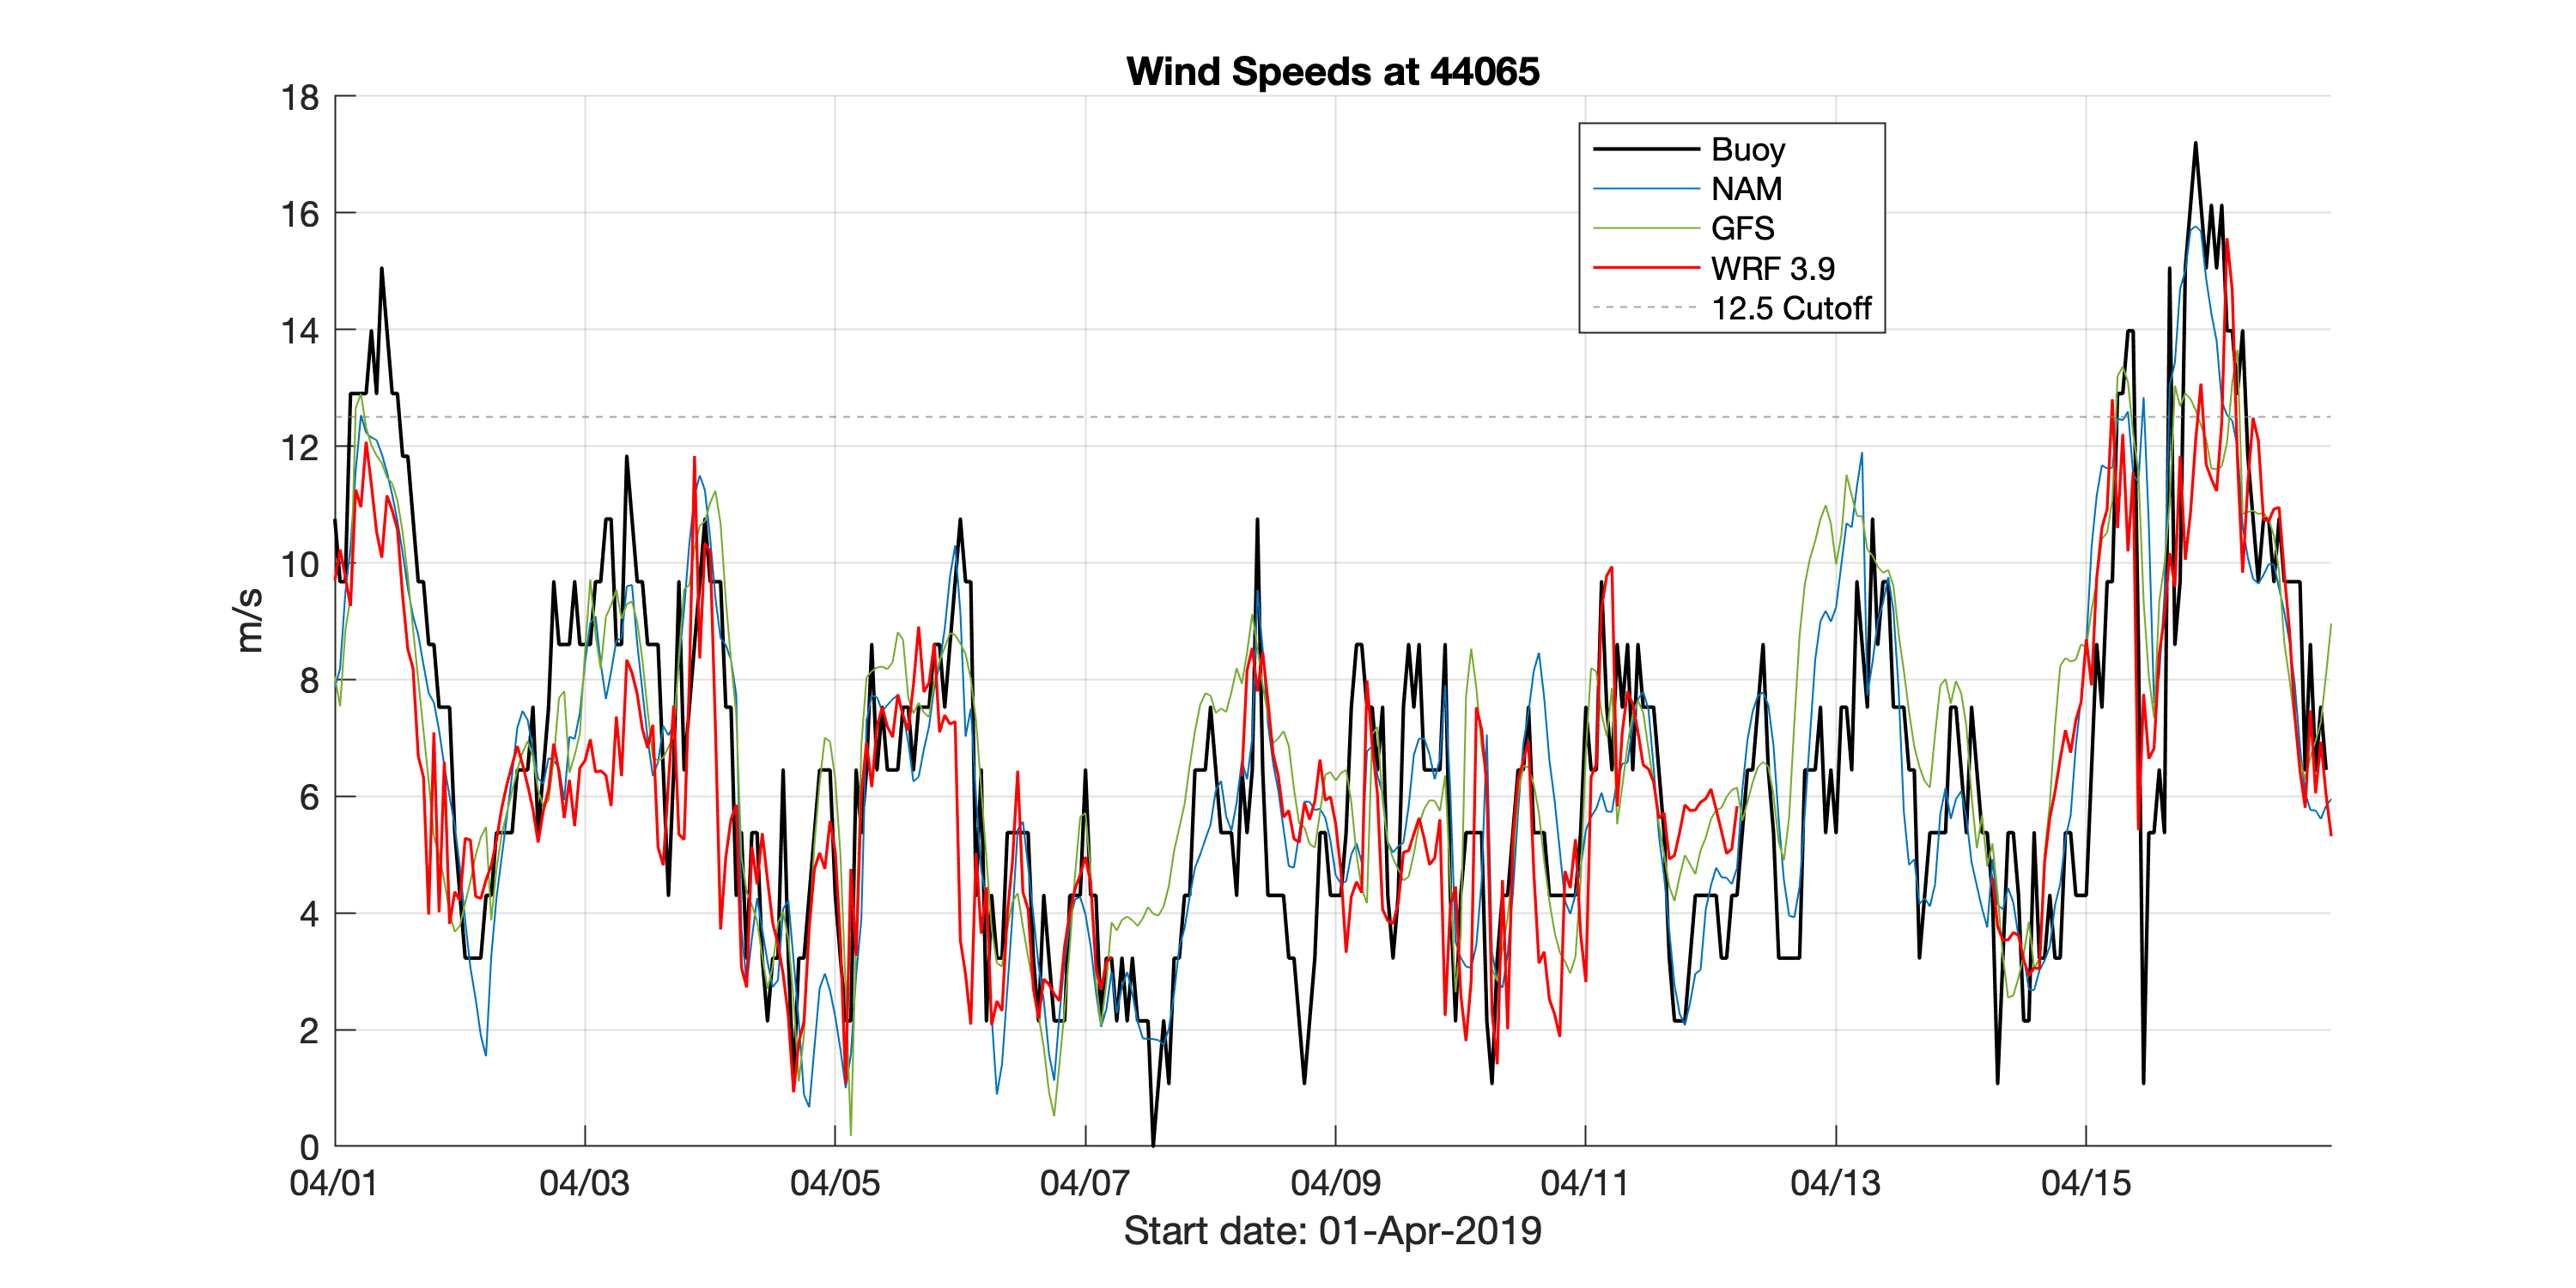 Wind Speeds at 44065
18
16
14
12
10
8
6
4
2
0
m/s
Buoy
NAM
GFS
WRF 3.9
12.5 Cutoff
04/01 04/03 04/05 04/07 04/09 04/11 04/13 04/15
Start date: 01-Apr-2019